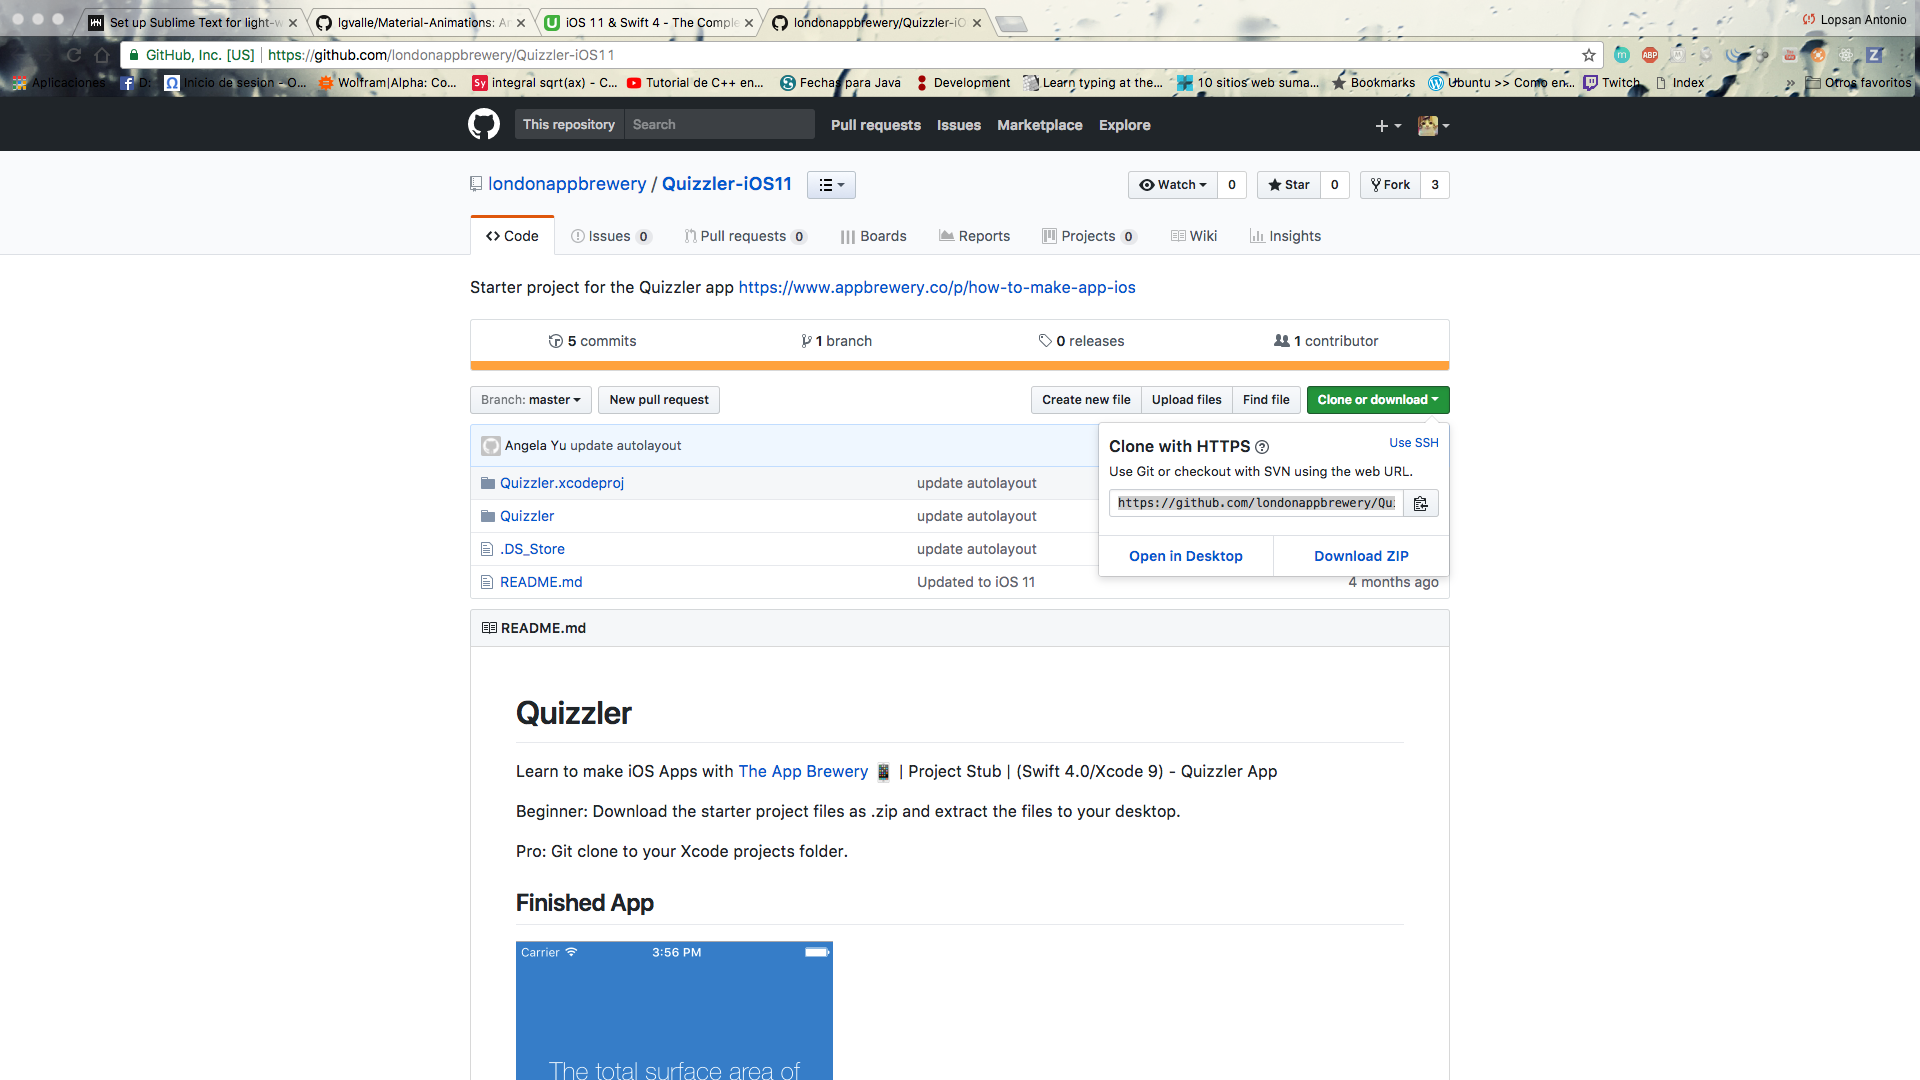 Set up Sublime Text for light-w
lgvalle/Material-Animations: An
iOS 11 & Swift 4 - The Comple
londonappbrewery/Quizzler-iO
Lopsan Antonio
GitHub, Inc. [US] https://github.com/londonappbrewery/Quizzler-iOS11
Aplicaciones D: Inicio de sesion - O... Wolfram|Alpha: Co... integral sqrt(ax) - C... Tutorial de C++ en... Fechas para Java Development Learn typing at the... 10 sitios web suma... Bookmarks Ubuntu >> Como en... Twitch Index » Otros favoritos
This repository Search Pull requests Issues Marketplace Explore
londonappbrewery / Quizzler-iOS11
Watch 0 Star 0 Fork 3
Code Issues 0 Pull requests 0 Boards Reports Projects 0 Wiki Insights
Starter project for the Quizzler app https://www.appbrewery.co/p/how-to-make-app-ios
5 commits 1 branch 0 releases 1 contributor
Branch: master New pull request Create new file Upload files Find file Clone or download
Angela Yu update autolayout
Quizzler.xcodeproj update autolayout
Quizzler update autolayout
.DS_Store update autolayout
README.md Updated to iOS 11 4 months ago
Clone with HTTPS Use SSH
Use Git or checkout with SVN using the web URL.
https://github.com/londonappbrewery/Qui
Open in Desktop Download ZIP
README.md
Quizzler
Learn to make iOS Apps with The App Brewery 📱 | Project Stub | (Swift 4.0/Xcode 9) - Quizzler App
Beginner: Download the starter project files as .zip and extract the files to your desktop.
Pro: Git clone to your Xcode projects folder.
Finished App
Carrier 3:56 PM
The total surface area of